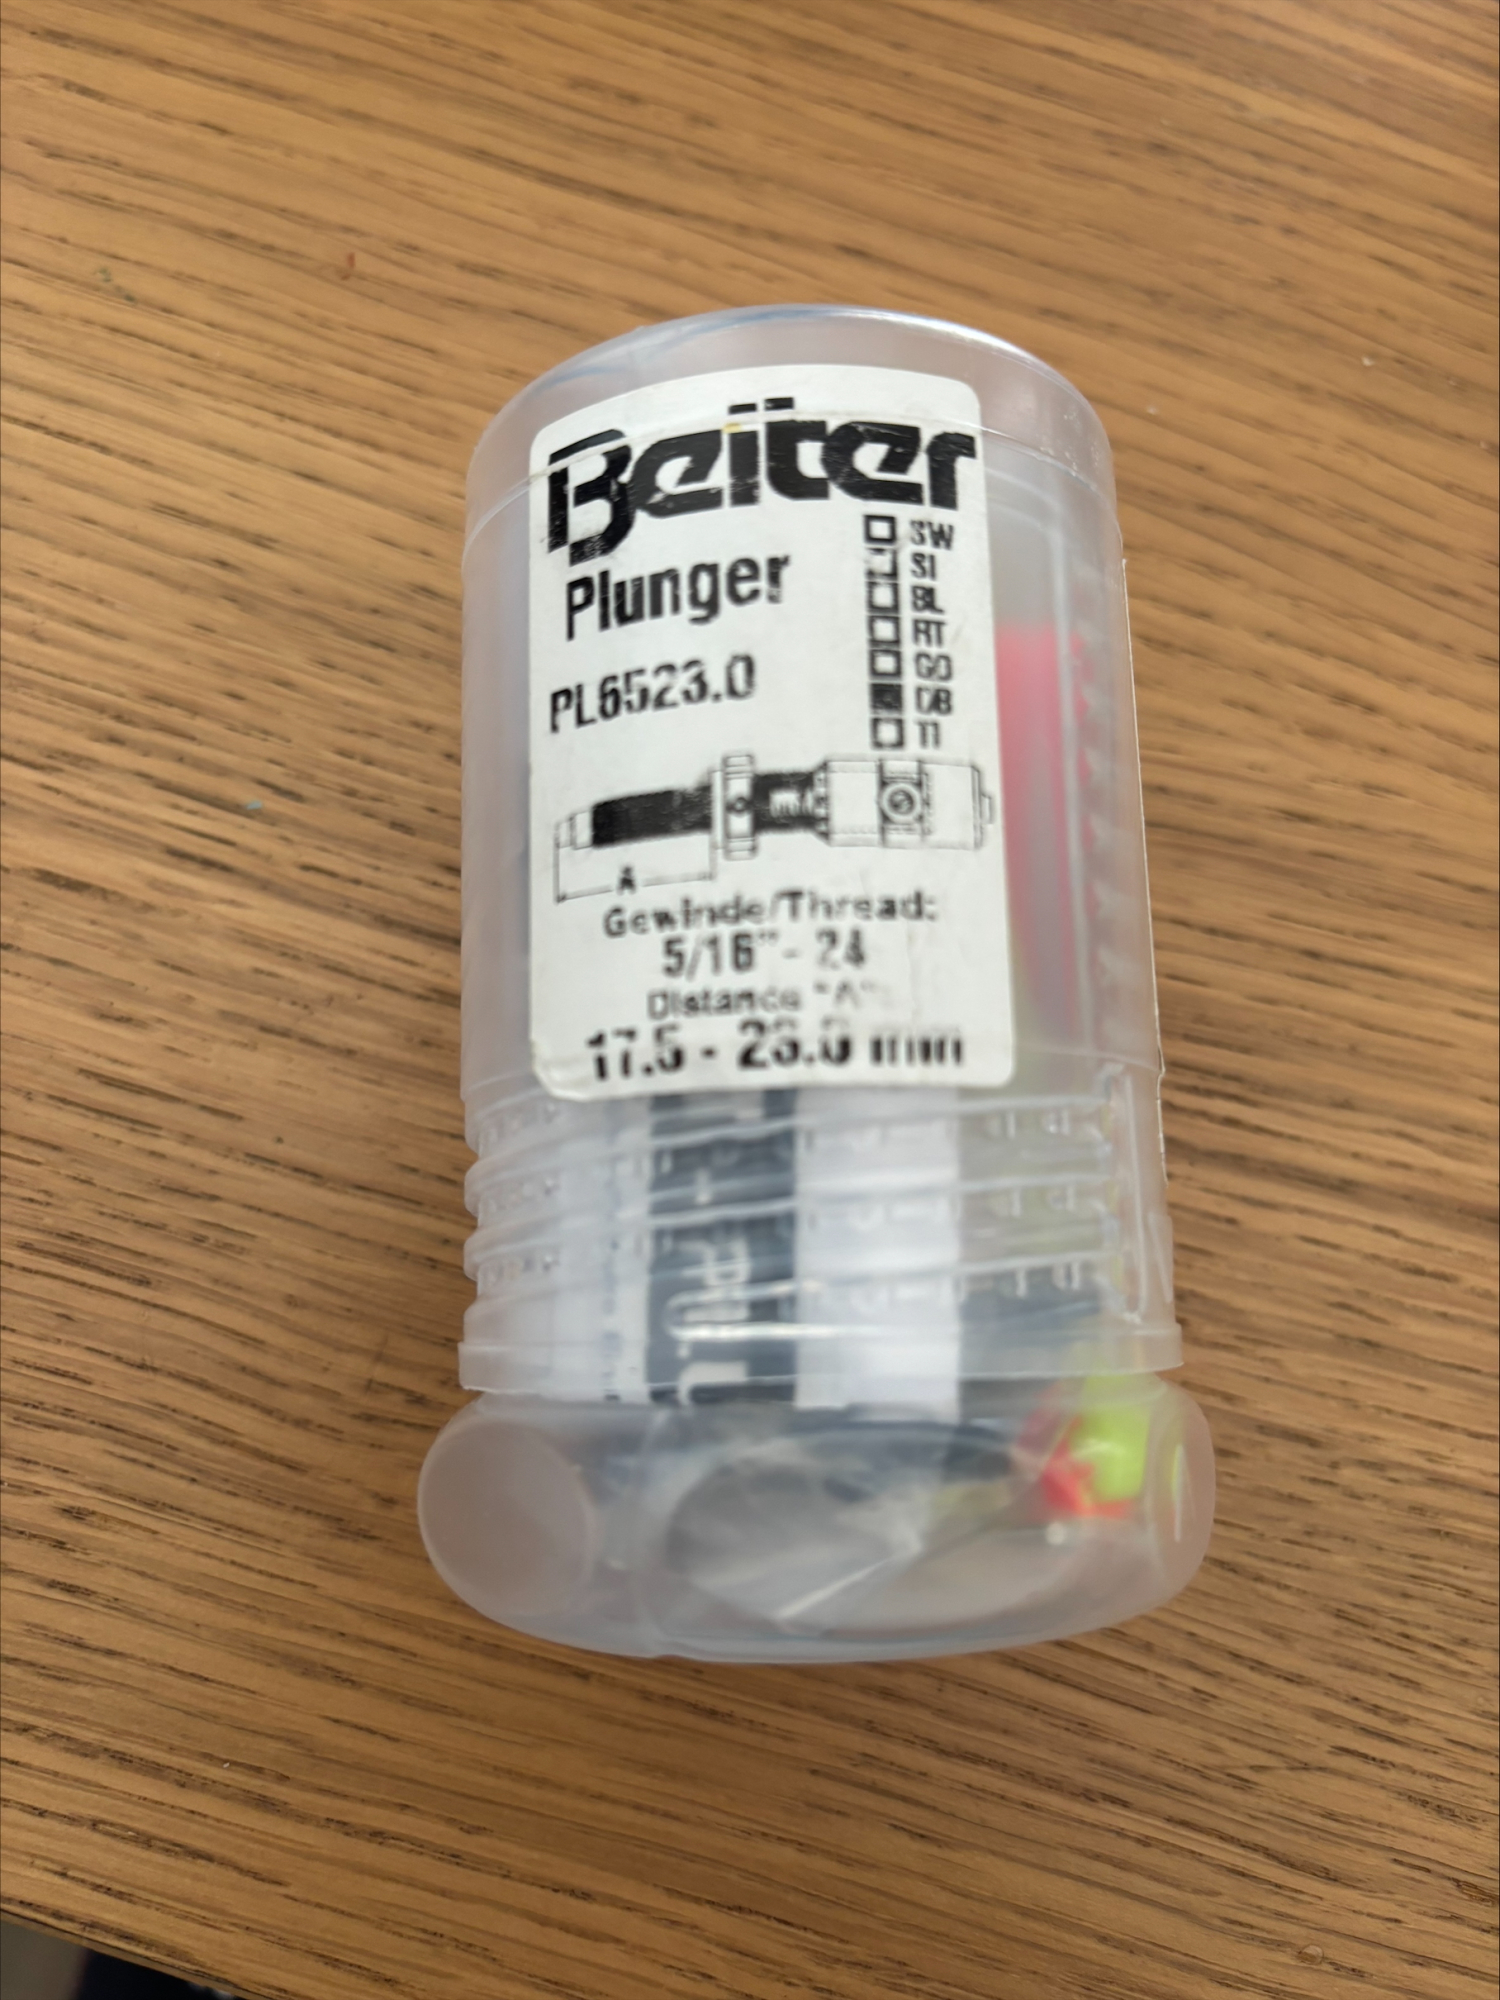 Beiter
Plunger
PL6523.0
SW
SI
BL
RT
GO
DB
TI
A
Gewinde/Thread:
5/16" - 24
Distance "A":
17.5 - 23.0 mm